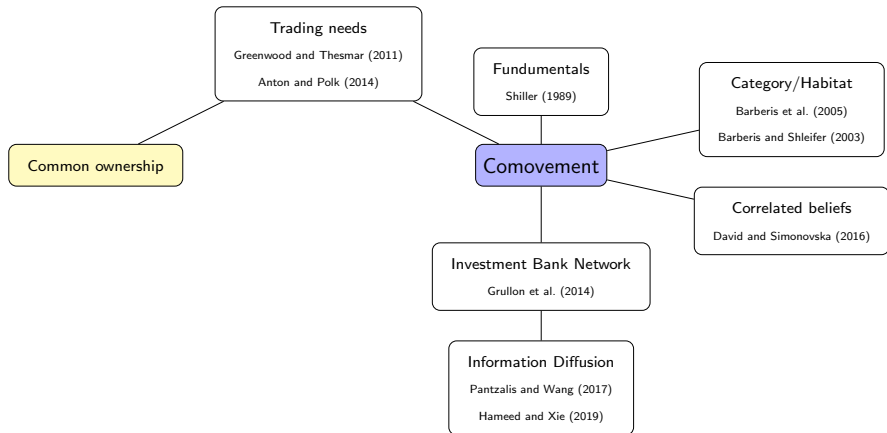 Trading needs
Greenwood and Thesmar (2011)
Anton and Polk (2014)
Fundumentals
Shiller (1989)
Category/Habitat
Barberis et al. (2005)
Barberis and Shleifer (2003)
Common ownership
Comovement
Correlated beliefs
David and Simonovska (2016)
Investment Bank Network
Grullon et al. (2014)
Information Diffusion
Pantzalis and Wang (2017)
Hameed and Xie (2019)